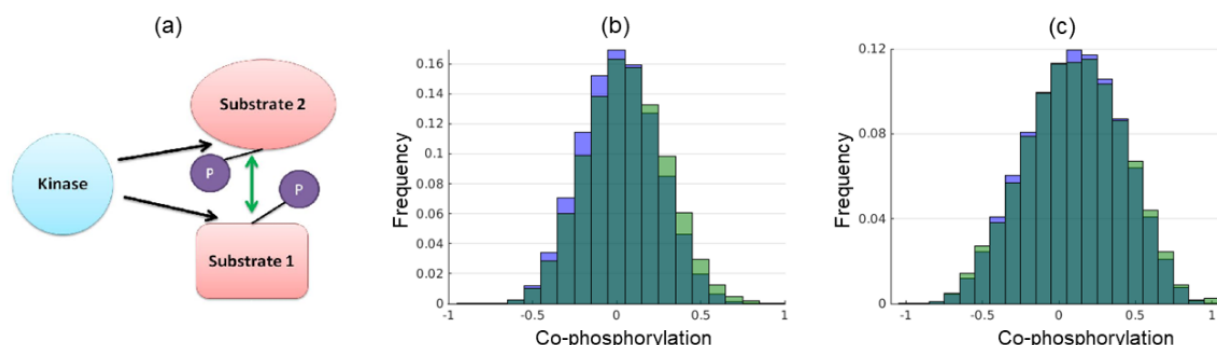 (a)
Kinase
Substrate 2
P
P
Substrate 1
(b)
Frequency
0.16
0.14
0.12
0.1
0.08
0.06
0.04
0.02
0
-1 -0.5 0 0.5 1
Co-phosphorylation
(c)
Frequency
0.12
0.08
0.04
0
-1 -0.5 0 0.5 1
Co-phosphorylation